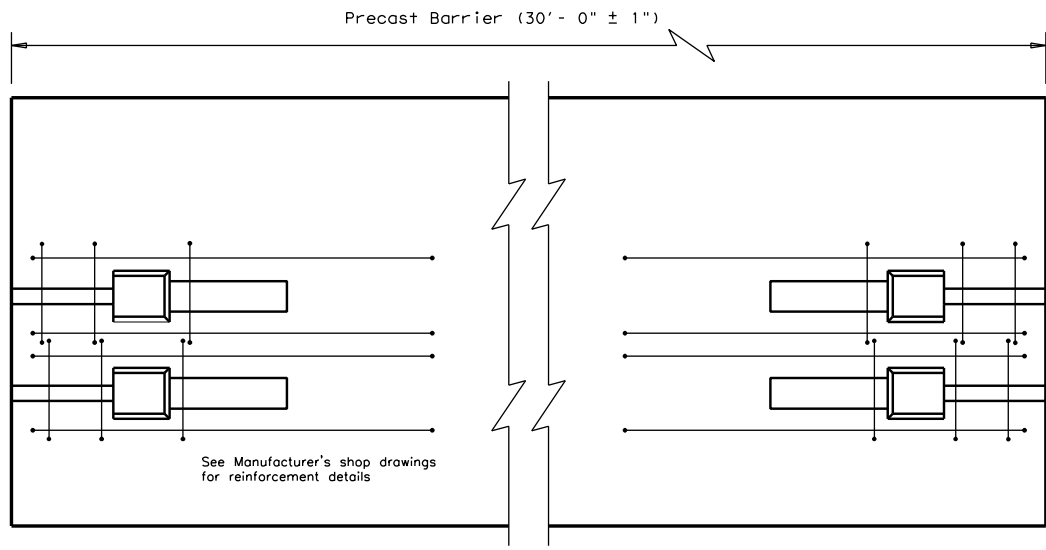 Precast Barrier (30'- 0" ± 1")
See Manufacturer's shop drawings
for reinforcement details